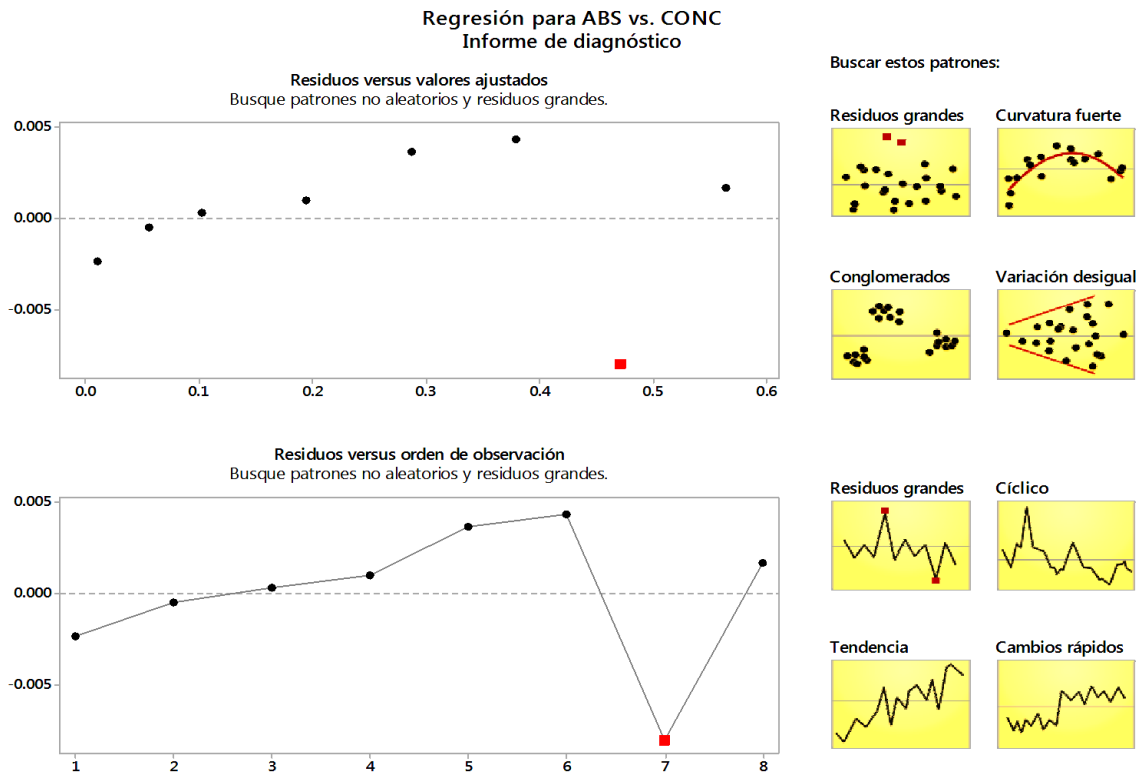 Regresión para ABS vs. CONC
Informe de diagnóstico
Residuos versus valores ajustados
Busque patrones no aleatorios y residuos grandes.
0.005
0.000
-0.005
0.0 0.1 0.2 0.3 0.4 0.5 0.6
Buscar estos patrones:
Residuos grandes
Curvatura fuerte
Conglomerados
Variación desigual
Residuos versus orden de observación
Busque patrones no aleatorios y residuos grandes.
0.005
0.000
-0.005
1 2 3 4 5 6 7 8
Residuos grandes
Cíclico
Tendencia
Cambios rápidos